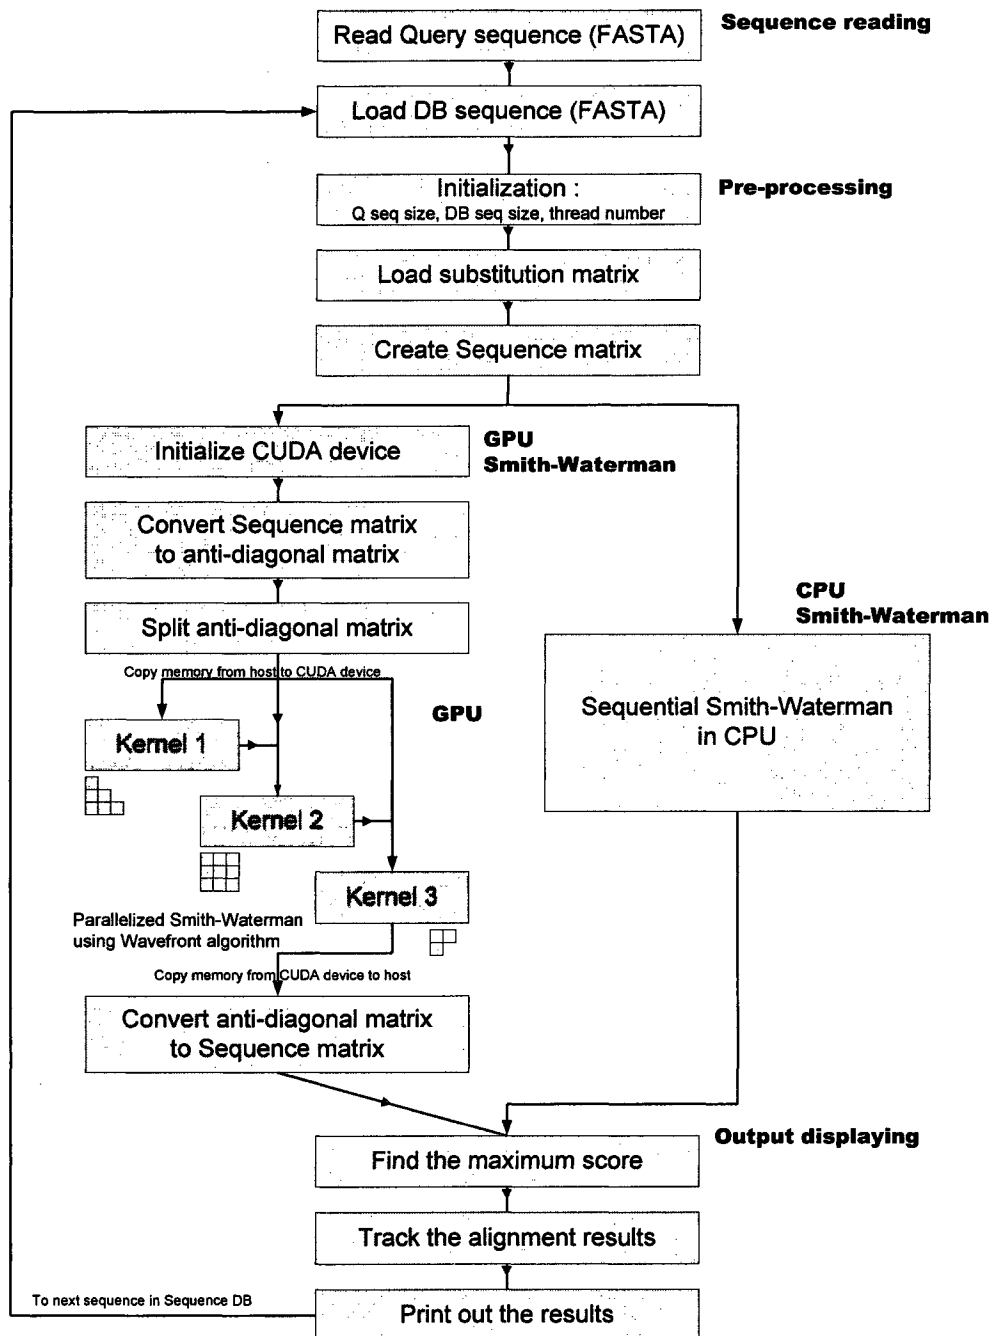 Read Query sequence (FASTA)
Sequence reading
Load DB sequence (FASTA)
Initialization :
Q seq size, DB seq size, thread number
Pre-processing
Load substitution matrix
Create Sequence matrix
Initialize CUDA device
GPU
Smith-Waterman
Convert Sequence matrix
to anti-diagonal matrix
Split anti-diagonal matrix
CPU
Smith-Waterman
Copy memory from host to CUDA device
Sequential Smith-Waterman
in CPU
GPU
Kernel 1
Kernel 2
Kernel 3
Parallelized Smith-Waterman
using Wavefront algorithm
Copy memory from CUDA device to host
Convert anti-diagonal matrix
to Sequence matrix
Output displaying
Find the maximum score
Track the alignment results
To next sequence in Sequence DB
Print out the results